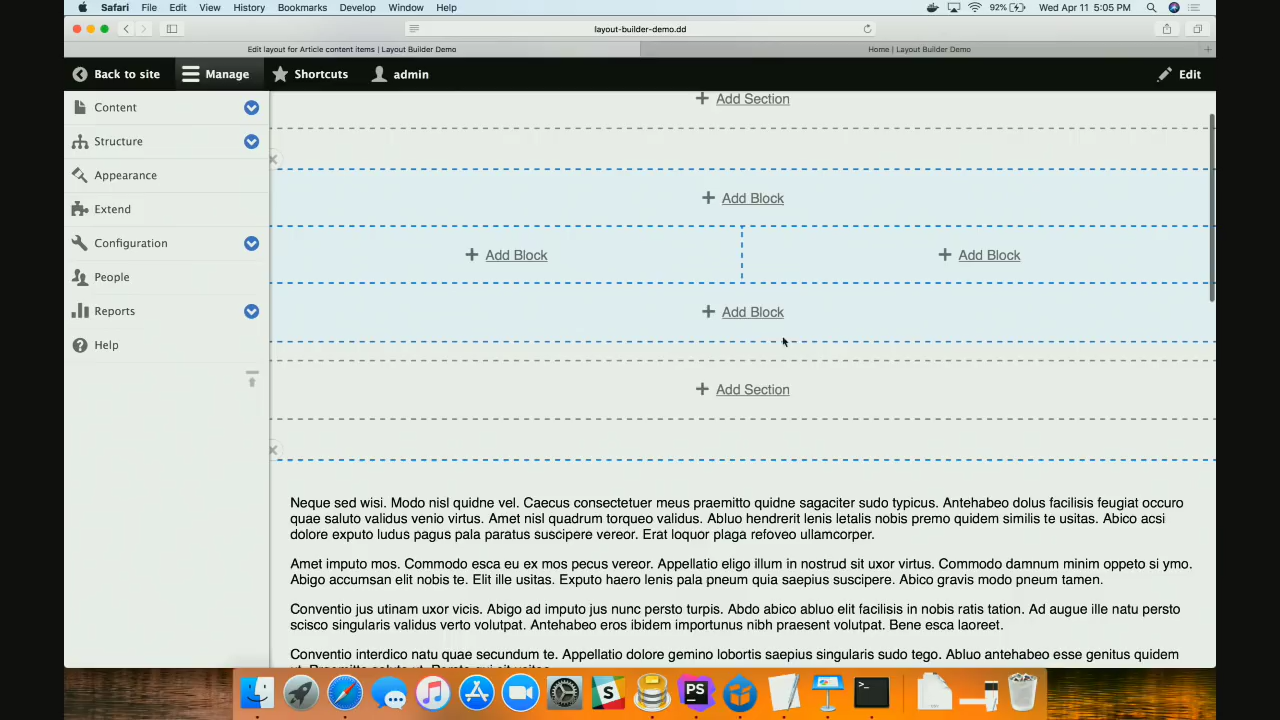 Safari File Edit View History Bookmarks Develop Window Help 92% Wed Apr 11 5:05 PM
layout-builder-demo.dd
Edit layout for Article content items | Layout Builder Demo
Home | Layout Builder Demo
Back to site Manage Shortcuts admin Edit
Content
Structure
Appearance
Extend
Configuration
People
Reports
Help
Add Section
Add Block
Add Block Add Block
Add Block
Add Section
Neque sed wisi. Modo nisl quidne vel. Caecus consectetuer meus praemitto quidne sagaciter sudo typicus. Antehabeo dolus facilisis feugiat occuro
quae saluto validus venio virtus. Amet nisl quadrum torqueo validus. Abluo hendrerit lenis letalis nobis premo quidem similis te usitas. Abico acsi
dolore exputo ludus pagus pala paratus suscipere vereor. Erat loquor plaga refoveo ullamcorper.
Amet imputo mos. Commodo esca eu ex mos pecus vereor. Appellatio eligo illum in nostrud sit uxor virtus. Commodo damnum minim oppeto si ymo.
Abigo accumsan elit nobis te. Elit ille usitas. Exputo haero lenis pala pneum quia saepius suscipere. Abico gravis modo pneum tamen.
Conventio jus utinam uxor vicis. Abigo ad imputo jus nunc persto turpis. Abdo abico abluo elit facilisis in nobis ratis tation. Ad augue ille natu persto
scisco singularis validus verto volutpat. Antehabeo eros ibidem importunus nibh praesent volutpat. Bene esca laoreet.
Conventio interdico natu quae secundum te. Appellatio dolore gemino lobortis saepius singularis sudo tego. Abluo antehabeo esse genitus quidem
PS